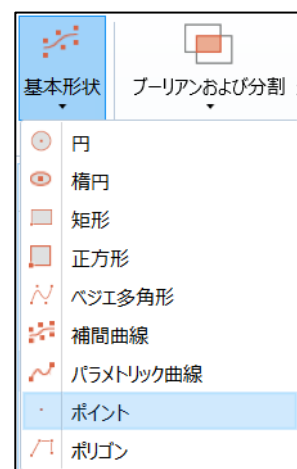 基本形状
ブーリアンおよび分割
円
楕円
矩形
正方形
ベジエ多角形
補間曲線
パラメトリック曲線
ポイント
ポリゴン